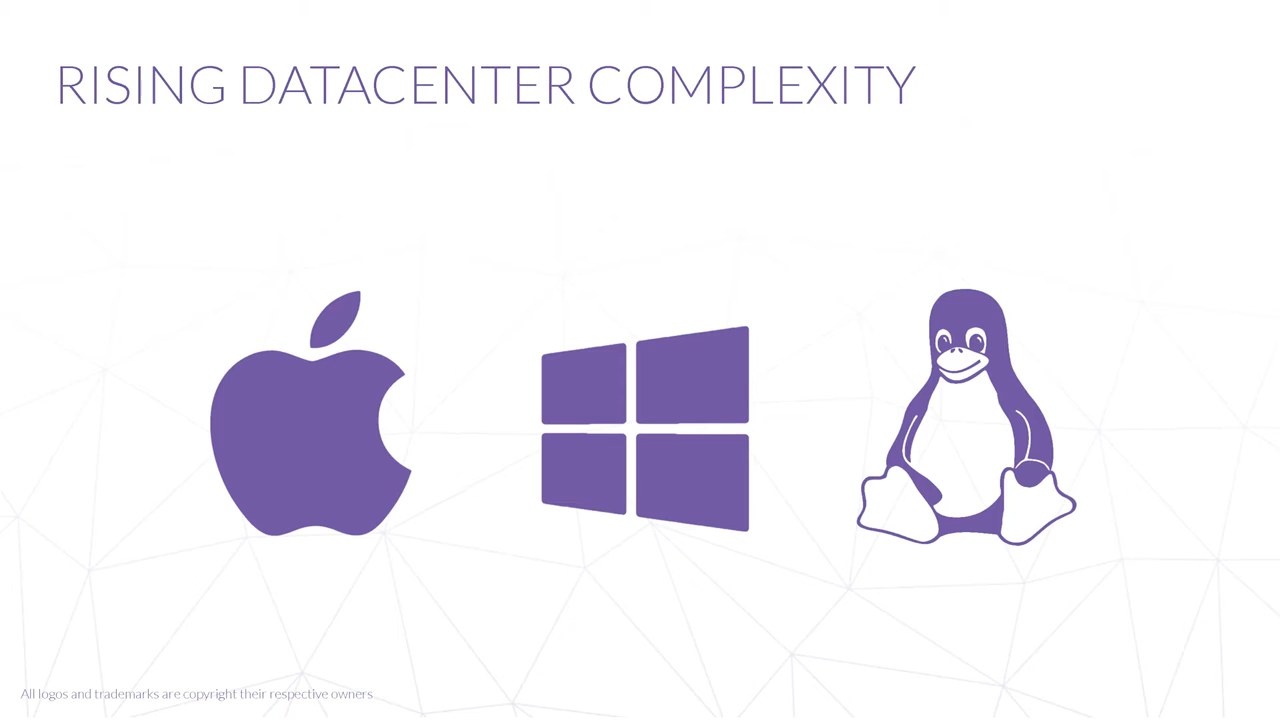 RISING DATACENTER COMPLEXITY
All logos and trademarks are copyright their respective owners